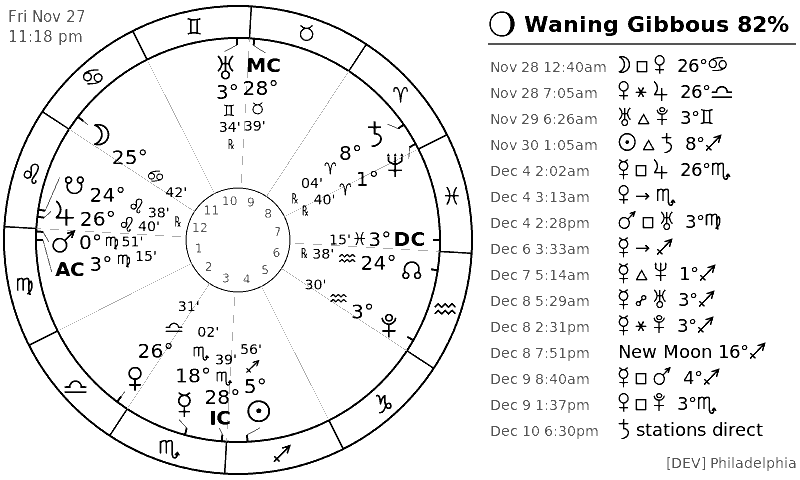 Fri Nov 27
11:18 pm
♊
♉
♋
♈
♌
♓
♍
♒
♎
♑
♏
♐
♅ MC
3° 28°
♊ ♉
34' 39'
℞
☽ 25° ♋ 42'
♄ 8° ♈ 04' ℞
♆ 1° ♈ 40' ℞
☋ 24° ♌ 38' ℞
♃ 26° ♌ 40'
♂ 0° ♍ 51'
AC 3° ♍ 15'
15' ♓ 3° DC
℞ 38' ♒ 24° ☊
30' ♒ 3° ♇
31' ♎ 26° ♀
02' ♏ 18° ☿
39' ♏ 28° IC
56' ♐ 5° ☉
10 9
11 8
12 7
1 6
2 5
3 4
Waning Gibbous 82%
Nov 28 12:40am ☽ □ ♀ 26°♋
Nov 28 7:05am ♀ ⚹ ♃ 26°♎
Nov 29 6:26am ♅ △ ♇ 3°♊
Nov 30 1:05am ☉ △ ♄ 8°♐
Dec 4 2:02am ☿ □ ♃ 26°♏
Dec 4 3:13am ♀ → ♏
Dec 4 2:28pm ♂ □ ♅ 3°♍
Dec 6 3:33am ☿ → ♐
Dec 7 5:14am ☿ △ ♆ 1°♐
Dec 8 5:29am ☿ ☍ ♅ 3°♐
Dec 8 2:31pm ☿ ⚹ ♇ 3°♐
Dec 8 7:51pm New Moon 16°♐
Dec 9 8:40am ☿ □ ♂ 4°♐
Dec 9 1:37pm ♀ □ ♇ 3°♏
Dec 10 6:30pm ♄ stations direct
[DEV] Philadelphia